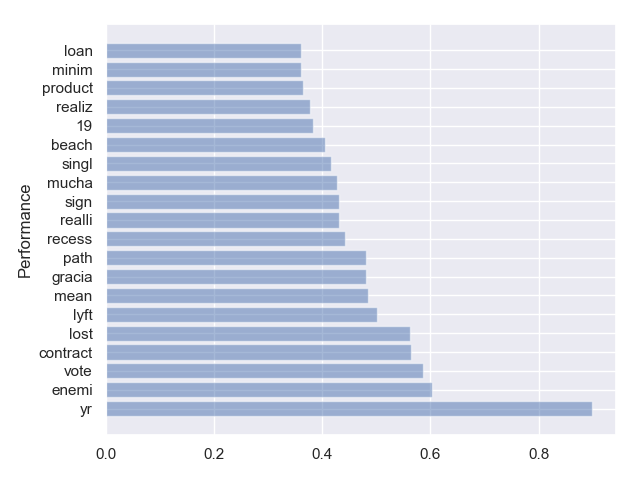 loan
minim
product
realiz
19
beach
singl
mucha
sign
realli
recess
path
gracia
mean
lyft
lost
contract
vote
enemi
yr
Performance
0.0 0.2 0.4 0.6 0.8